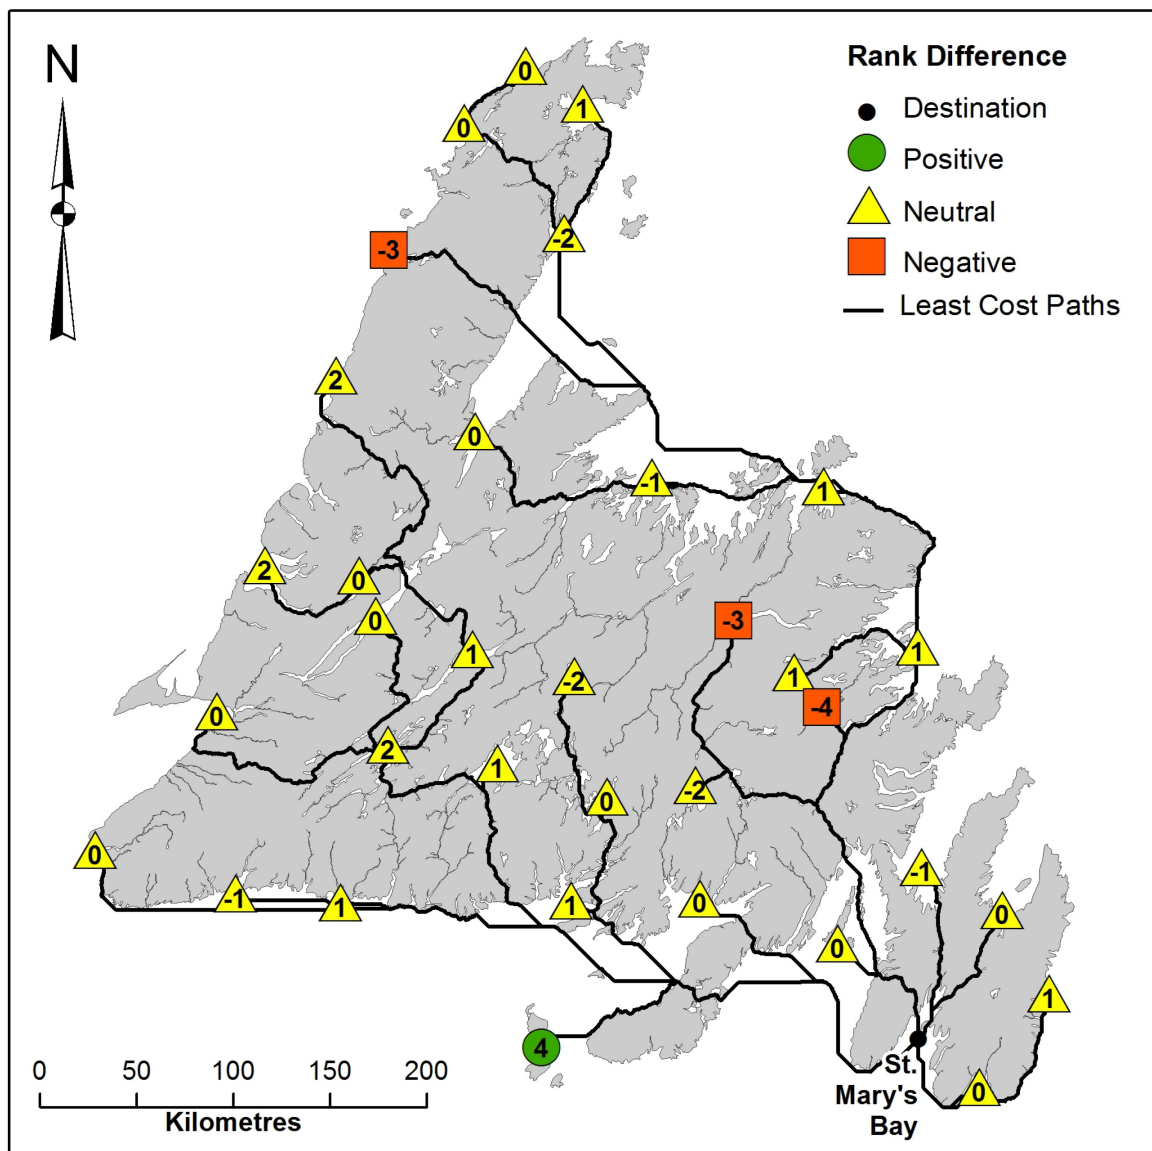 N
Rank Difference
Destination
Positive
Neutral
Negative
Least Cost Paths
0
1
0
-2
-3
2
0
-1
1
2
0
0
-3
1
1
-2
1
-4
0
2
1
-2
0
0
-1
-1
1
1
0
0
0
1
4
0
St.
Mary's
Bay
0 50 100 150 200
Kilometres